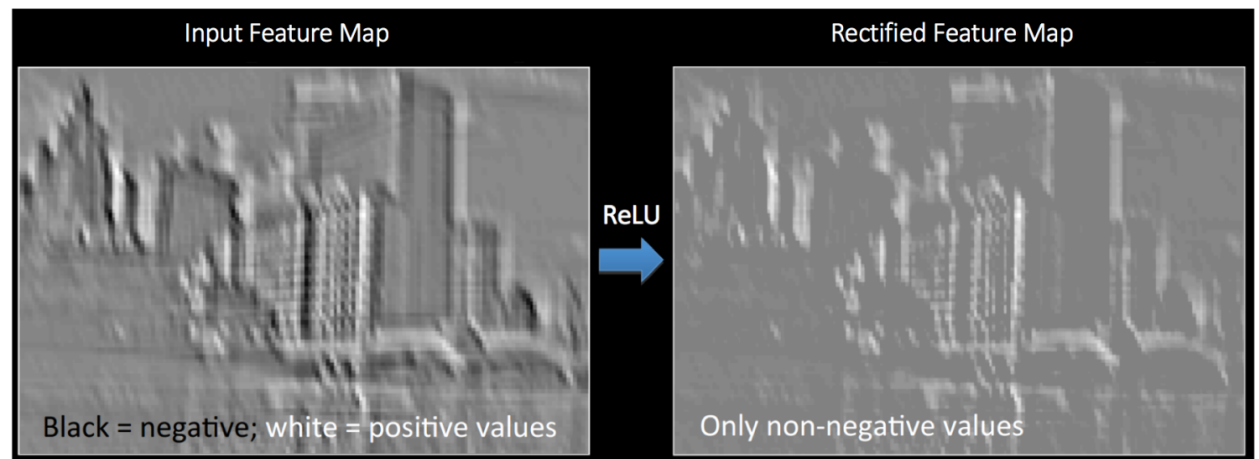 Input Feature Map
Rectified Feature Map
ReLU
Black = negative; white = positive values
Only non-negative values